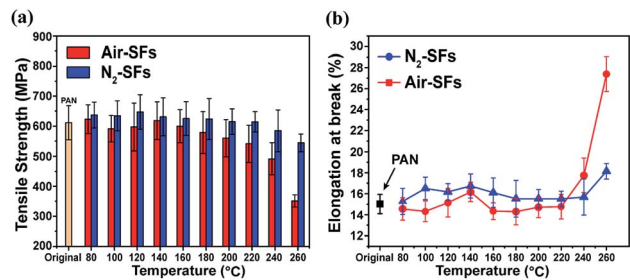 (a)
Tensile Strength (MPa)
900
800
700
600
500
400
300
200
Air-SFs
N₂-SFs
PAN
Original 80 100 120 140 160 180 200 220 240 260
Temperature (°C)
(b)
Elongation at break (%)
30
28
26
24
22
20
18
16
14
12
10
N₂-SFs
Air-SFs
PAN
Original 80 100 120 140 160 180 200 220 240 260
Temperature (°C)